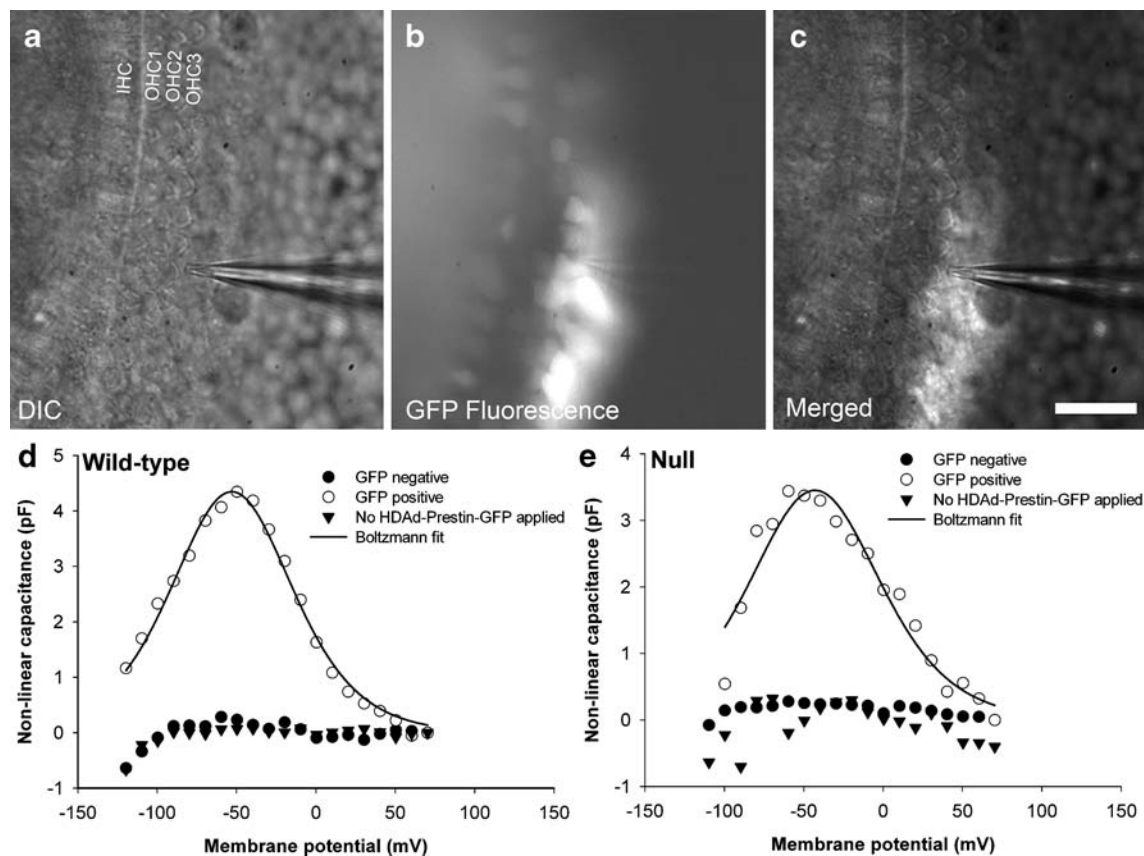 a
IHC
OHC1
OHC2
OHC3
DIC
b
GFP Fluorescence
c
Merged
d Wild-type
GFP negative
GFP positive
No HDAd-Prestin-GFP applied
Boltzmann fit
Non-linear capacitance (pF)
5
4
3
2
1
0
-1
-150 -100 -50 0 50 100 150
Membrane potential (mV)
e Null
GFP negative
GFP positive
No HDAd-Prestin-GFP applied
Boltzmann fit
Non-linear capacitance (pF)
4
3
2
1
0
-1
-150 -100 -50 0 50 100 150
Membrane potential (mV)